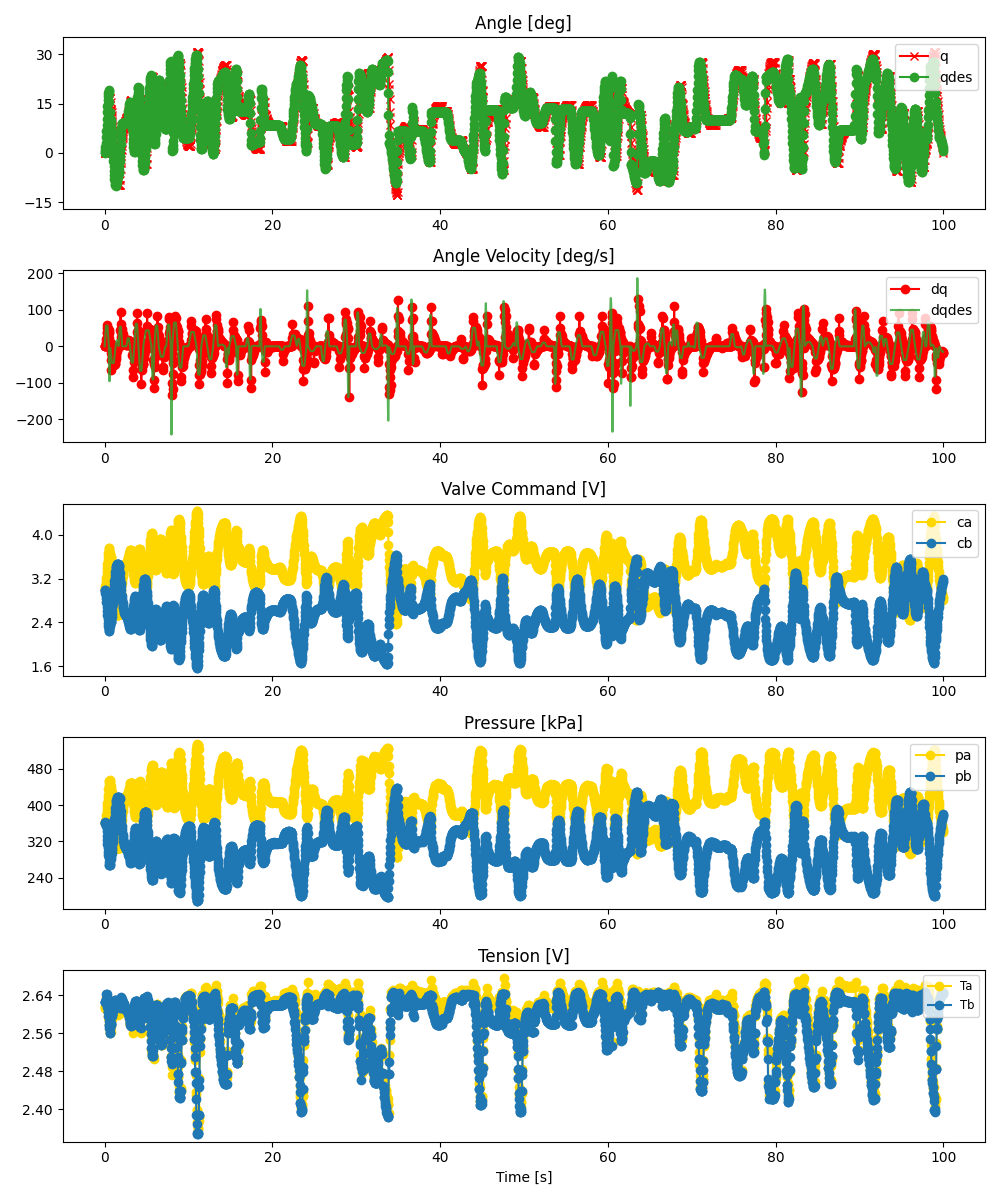 Angle [deg]
30
15
0
−15
q
qdes
0 20 40 60 80 100
Angle Velocity [deg/s]
200
100
0
−100
−200
dq
dqdes
0 20 40 60 80 100
Valve Command [V]
4.0
3.2
2.4
1.6
ca
cb
0 20 40 60 80 100
Pressure [kPa]
480
400
320
240
pa
pb
0 20 40 60 80 100
Tension [V]
2.64
2.56
2.48
2.40
Ta
Tb
0 20 40 60 80 100
Time [s]